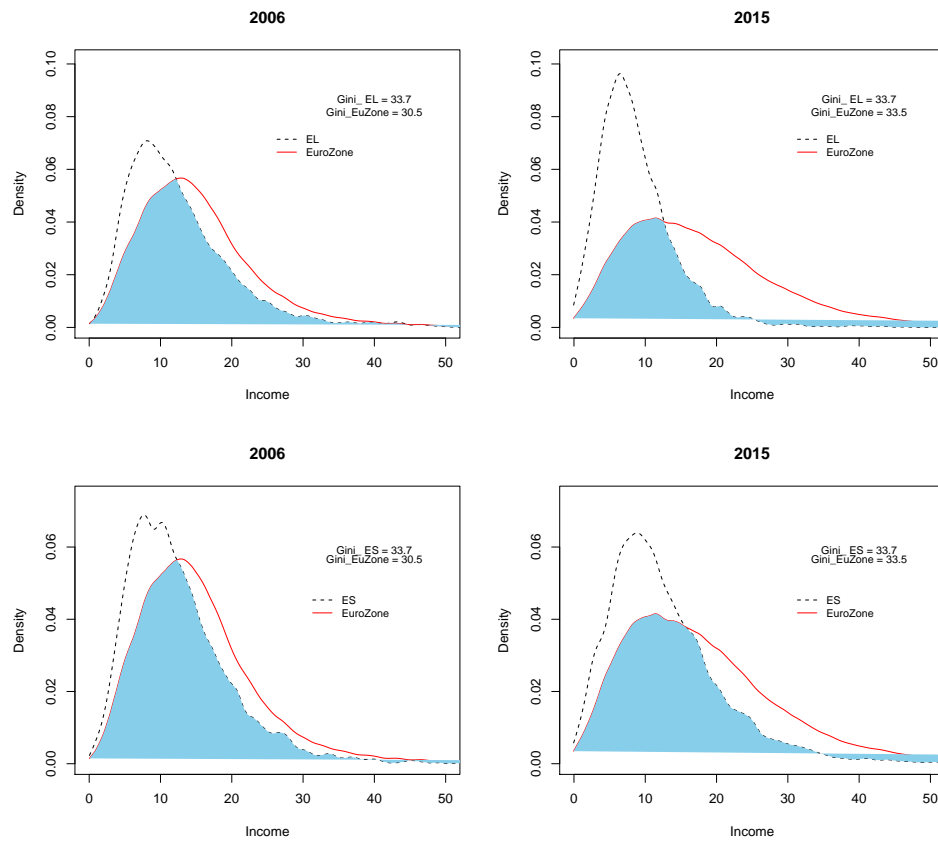 2006
0.00 0.02 0.04 0.06 0.08 0.10
Density
Gini_ EL = 33.7
Gini_EuZone = 30.5
EL
EuroZone
0 10 20 30 40 50
Income
2015
0.00 0.02 0.04 0.06 0.08 0.10
Density
Gini_ EL = 33.7
Gini_EuZone = 33.5
EL
EuroZone
0 10 20 30 40 50
Income
2006
0.00 0.02 0.04 0.06
Density
Gini_ ES = 33.7
Gini_EuZone = 30.5
ES
EuroZone
0 10 20 30 40 50
Income
2015
0.00 0.02 0.04 0.06
Density
Gini_ ES = 33.7
Gini_EuZone = 33.5
ES
EuroZone
0 10 20 30 40 50
Income